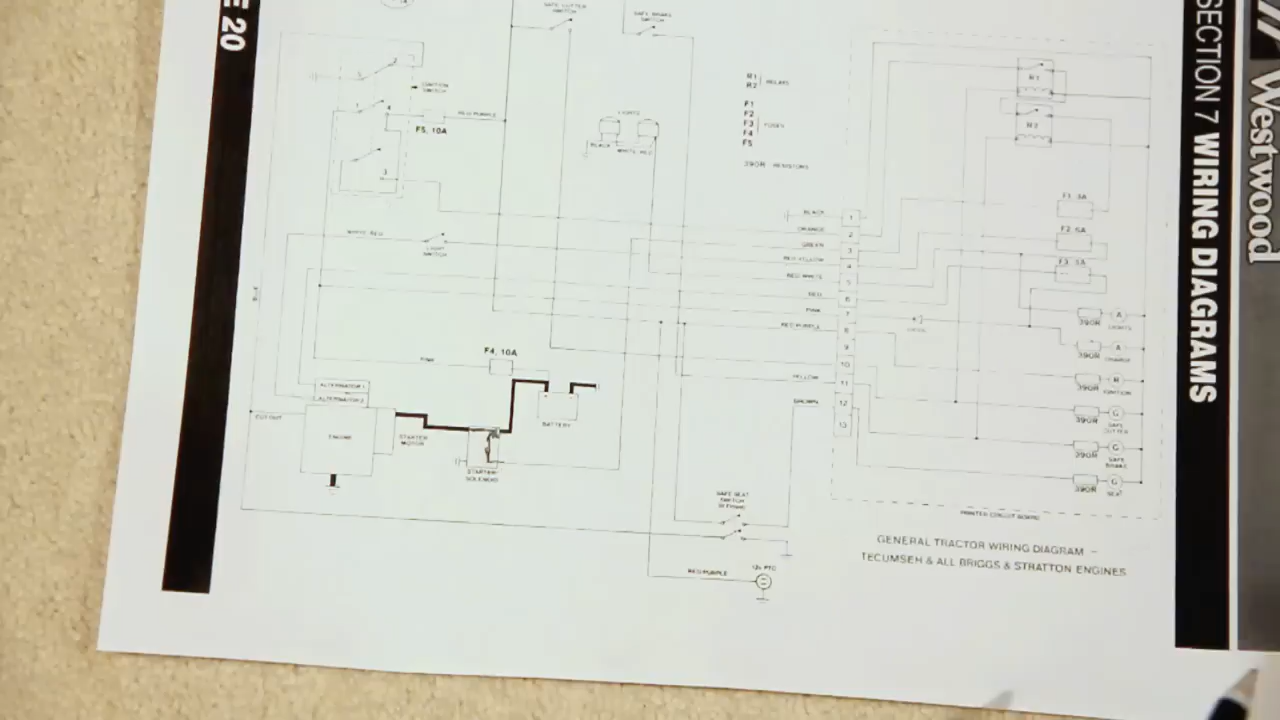 E 20
SECTION 7 WIRING DIAGRAMS
Westwood
SAFE CUTTER
SWITCH
SAFE BRAKE
SWITCH
IGNITION
SWITCH
F5, 10A
RED/PURPLE
LIGHTS
BLACK
WHITE/RED
R1
R2
RELAYS
F1
F2
F3
F4
F5
FUSES
390R
RESISTORS
R1
R2
F1 3A
WHITE/RED
LIGHT
SWITCH
BLACK
ORANGE
GREEN
RED/YELLOW
RED/WHITE
RED
PINK
RED/PURPLE
YELLOW
BROWN
1
2
3
4
5
6
7
8
9
10
11
12
13
390R
A
LIGHTS
390R
A
CHARGE
390R
R
IGNITION
390R
G
SAFE
CUTTER
390R
G
SAFE
BRAKE
390R
G
SEAT
PINK
F4, 10A
BATTERY
ALTERNATOR 1
ALTERNATOR 2
CUT OUT
ENGINE
STARTER
MOTOR
STARTER
SOLENOID
SAFE SEAT
SWITCH
RED/PURPLE
12v PTO
PRINTED CIRCUIT BOARD
GENERAL TRACTOR WIRING DIAGRAM –
TECUMSEH & ALL BRIGGS & STRATTON ENGINES